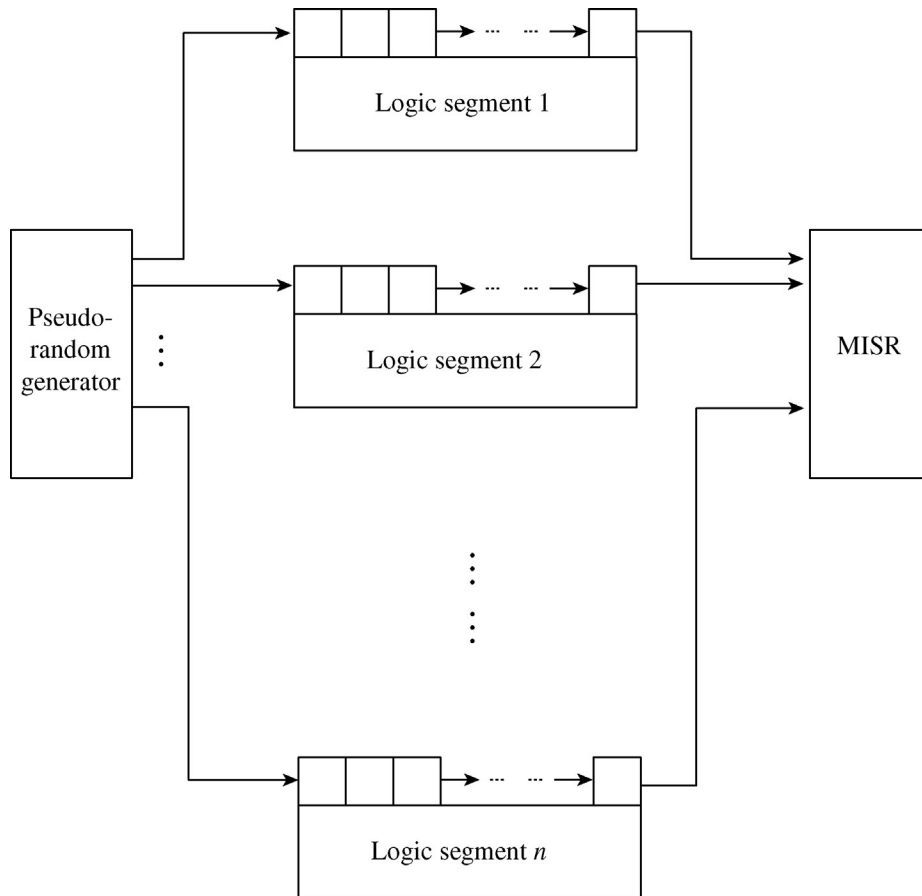 Logic segment 1
Pseudo-
random
generator
Logic segment 2
MISR
Logic segment n